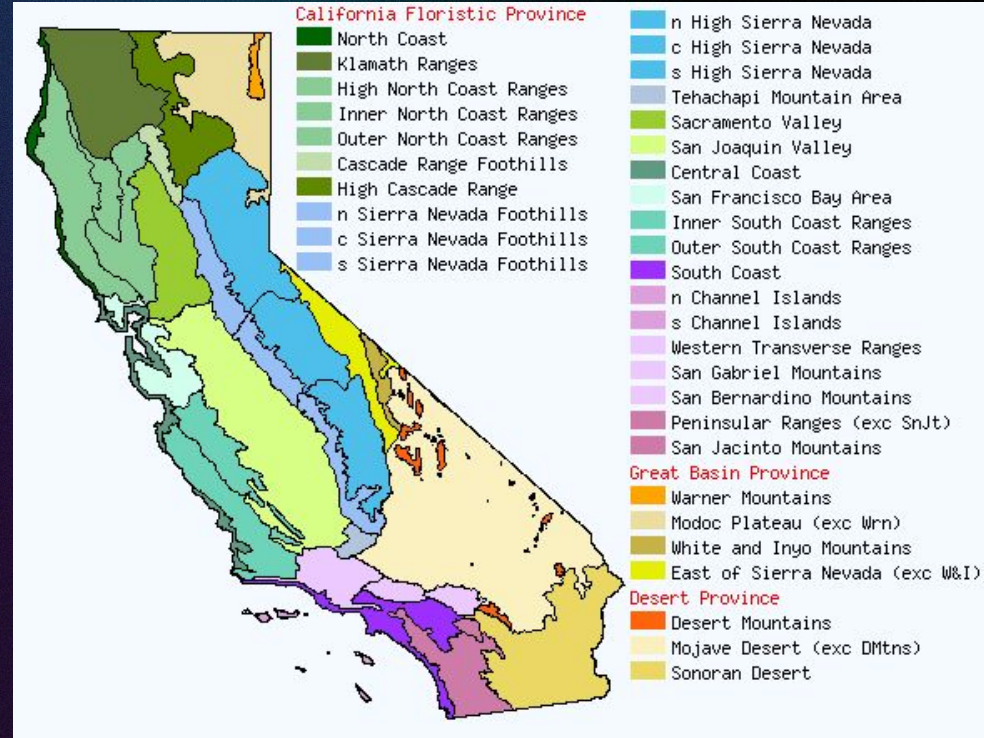 California Floristic Province
North Coast
Klamath Ranges
High North Coast Ranges
Inner North Coast Ranges
Outer North Coast Ranges
Cascade Range Foothills
High Cascade Range
n Sierra Nevada Foothills
c Sierra Nevada Foothills
s Sierra Nevada Foothills
n High Sierra Nevada
c High Sierra Nevada
s High Sierra Nevada
Tehachapi Mountain Area
Sacramento Valley
San Joaquin Valley
Central Coast
San Francisco Bay Area
Inner South Coast Ranges
Outer South Coast Ranges
South Coast
n Channel Islands
s Channel Islands
Western Transverse Ranges
San Gabriel Mountains
San Bernardino Mountains
Peninsular Ranges (exc SnJt)
San Jacinto Mountains
Great Basin Province
Warner Mountains
Modoc Plateau (exc Wrn)
White and Inyo Mountains
East of Sierra Nevada (exc W&I)
Desert Province
Desert Mountains
Mojave Desert (exc DMtns)
Sonoran Desert